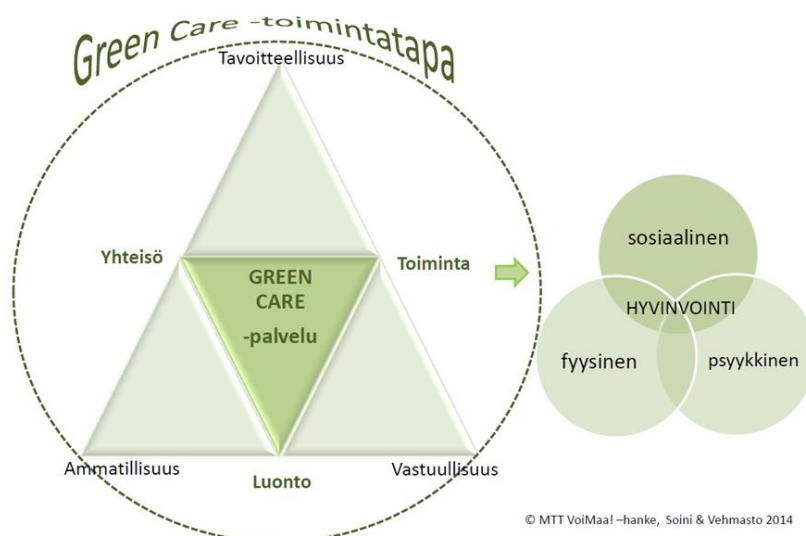 Green Care -toimintatapa
Tavoitteellisuus
Yhteisö
Toiminta
GREEN
CARE
-palvelu
Ammatillisuus
Luonto
Vastuullisuus
sosiaalinen
HYVINVOINTI
fyysinen
psyykkinen
© MTT VoiMaa! –hanke, Soini & Vehmasto 2014